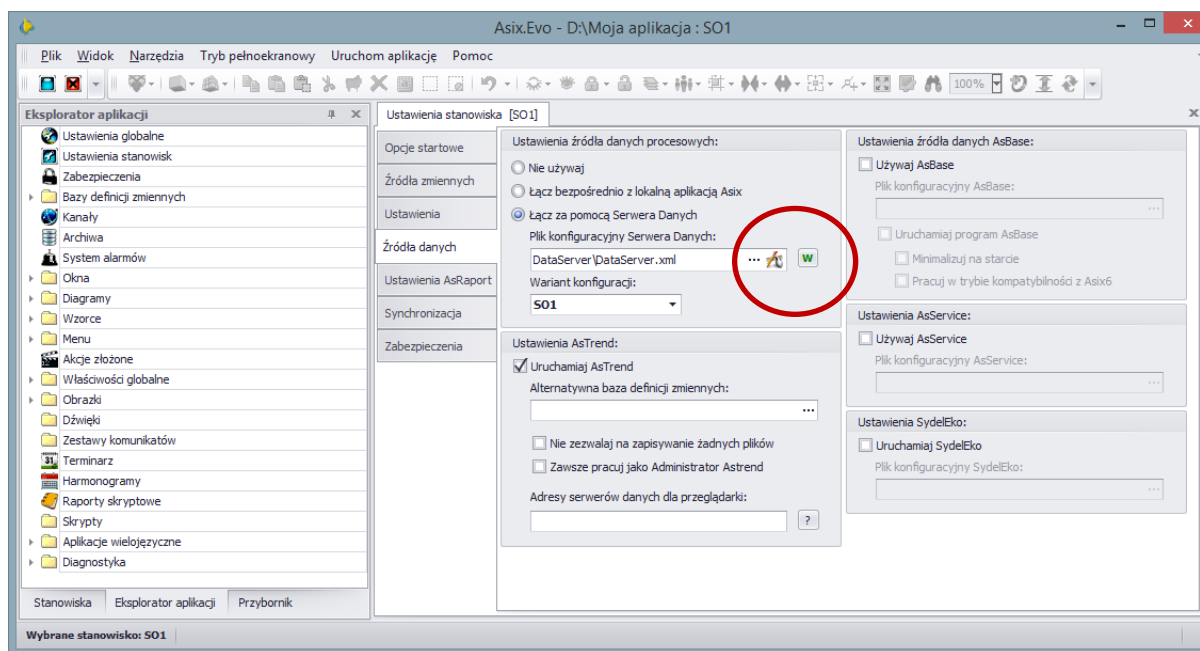 Asix.Evo - D:\Moja aplikacja : SO1
Plik Widok Narzędzia Tryb pełnoekranowy Uruchom aplikację Pomoc
100%
Eksplorator aplikacji
Ustawienia globalne
Ustawienia stanowisk
Zabezpieczenia
Bazy definicji zmiennych
Kanały
Archiwa
System alarmów
Okna
Diagramy
Wzorce
Menu
Akcje złożone
Właściwości globalne
Obrazki
Dźwięki
Zestawy komunikatów
31
Terminarz
Harmonogramy
Raporty skryptowe
Skrypty
Aplikacje wielojęzyczne
Diagnostyka
Stanowiska Eksplorator aplikacji Przybornik
Wybrane stanowisko: SO1
Ustawienia stanowiska [SO1]
Opcje startowe
Źródła zmiennych
Ustawienia
Źródła danych
Ustawienia AsRaport
Synchronizacja
Zabezpieczenia
Ustawienia źródła danych procesowych:
Nie używaj
Łącz bezpośrednio z lokalną aplikacją Asix
Łącz za pomocą Serwera Danych
Plik konfiguracyjny Serwera Danych:
DataServer\DataServer.xml ... W
Wariant konfiguracji:
SO1
Ustawienia AsTrend:
Uruchamiaj AsTrend
Alternatywna baza definicji zmiennych:
...
Nie zezwalaj na zapisywanie żadnych plików
Zawsze pracuj jako Administrator Astrend
Adresy serwerów danych dla przeglądarki:
?
Ustawienia źródła danych AsBase:
Używaj AsBase
Plik konfiguracyjny AsBase:
...
Uruchamiaj program AsBase
Minimalizuj na starcie
Pracuj w trybie kompatybilności z Asix6
Ustawienia AsService:
Używaj AsService
Plik konfiguracyjny AsService:
...
Ustawienia SydelEko:
Uruchamiaj SydelEko
Plik konfiguracyjny SydelEko:
...